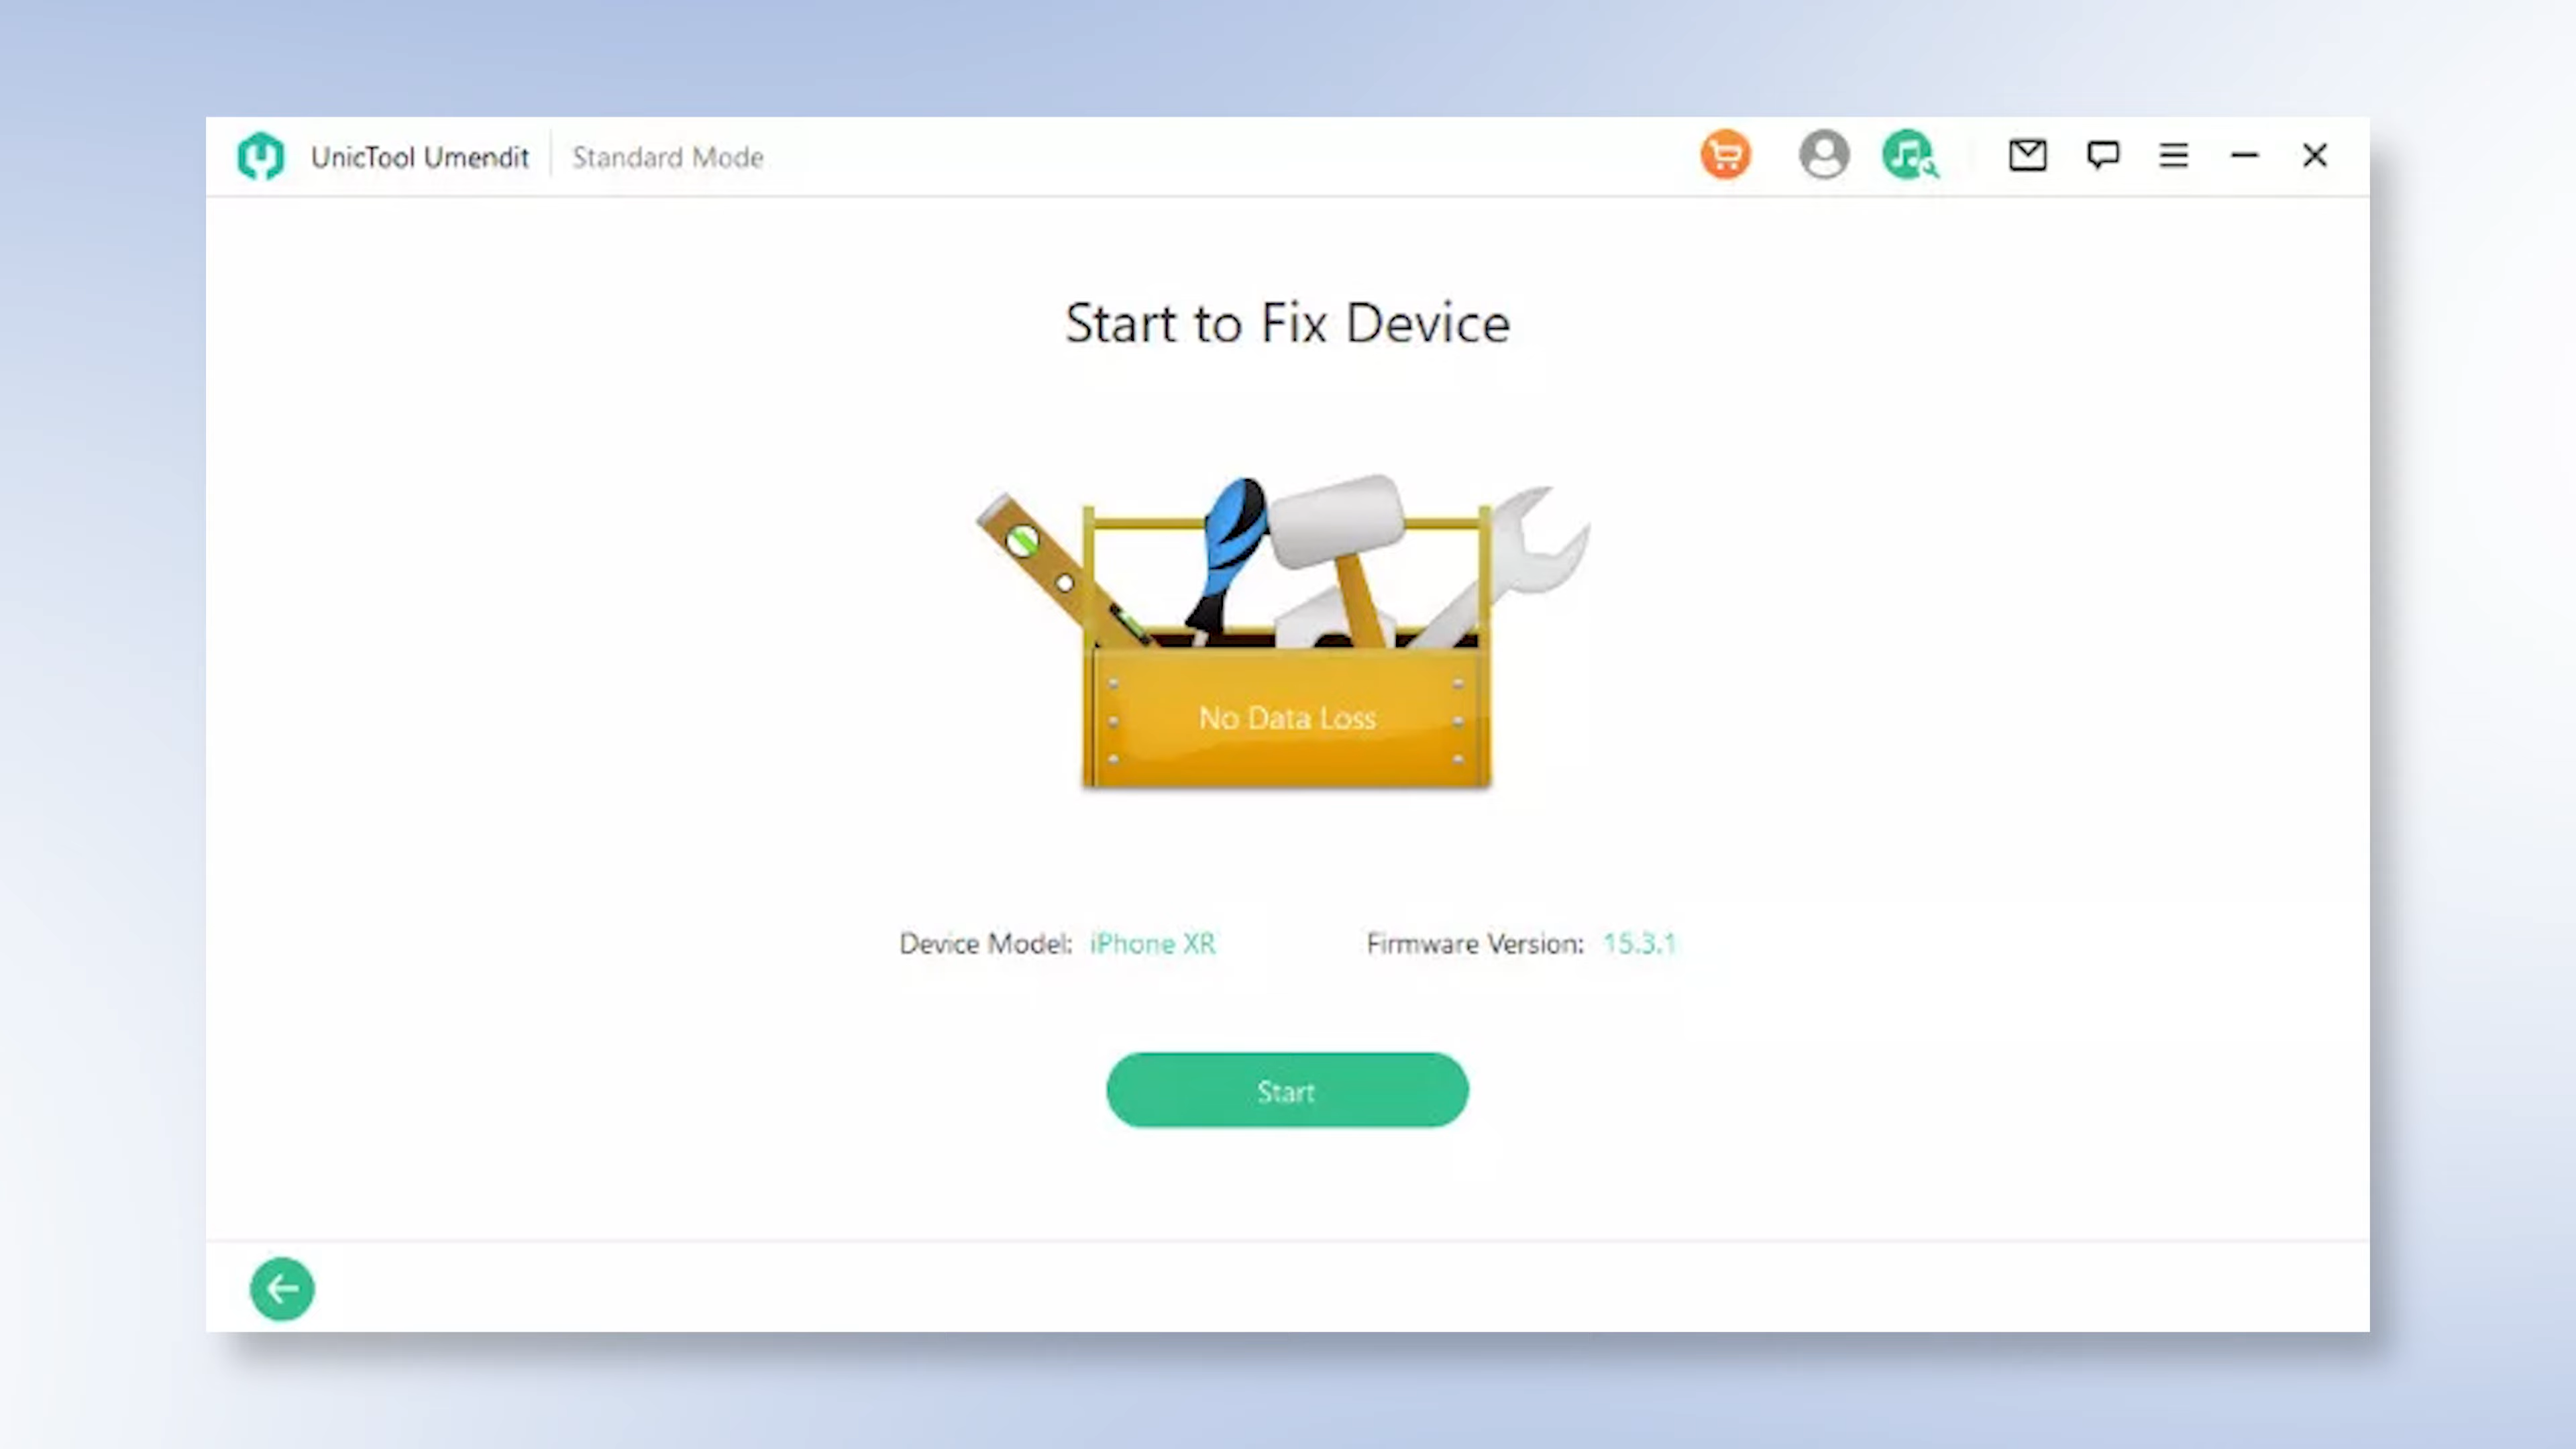 UnicTool Umendit Standard Mode
Start to Fix Device
No Data Loss
Device Model: iPhone XR Firmware Version: 15.3.1
Start